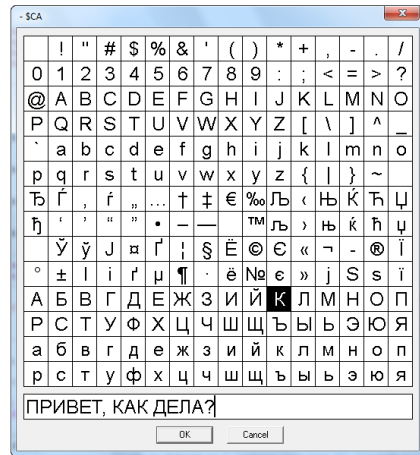 - $CA
! " # $ % & ' ( ) * + , - . /
0 1 2 3 4 5 6 7 8 9 : ; < = > ?
@ A B C D E F G H I J K L M N O
P Q R S T U V W X Y Z [ \ ] ^ _
` a b c d e f g h i j k l m n o
p q r s t u v w x y z { | } ~
Ђ Ѓ ‚ ѓ „ … † ‡ € ‰ Љ ‹ Њ Ќ Ћ Џ
ђ ‘ ’ “ ” • – — ™ љ › њ ќ ћ џ
Ў ў Ј ¤ Ґ ¦ § Ё © Є « ¬ - ® Ї
° ± І і ґ µ ¶ · ё № є » ј Ѕ ѕ ї
А Б В Г Д Е Ж З И Й К Л М Н О П
Р С Т У Ф Х Ц Ч Ш Щ Ъ Ы Ь Э Ю Я
а б в г д е ж з и й к л м н о п
р с т у ф х ц ч ш щ ъ ы ь э ю я
ПРИВЕТ, КАК ДЕЛА?
OK Cancel